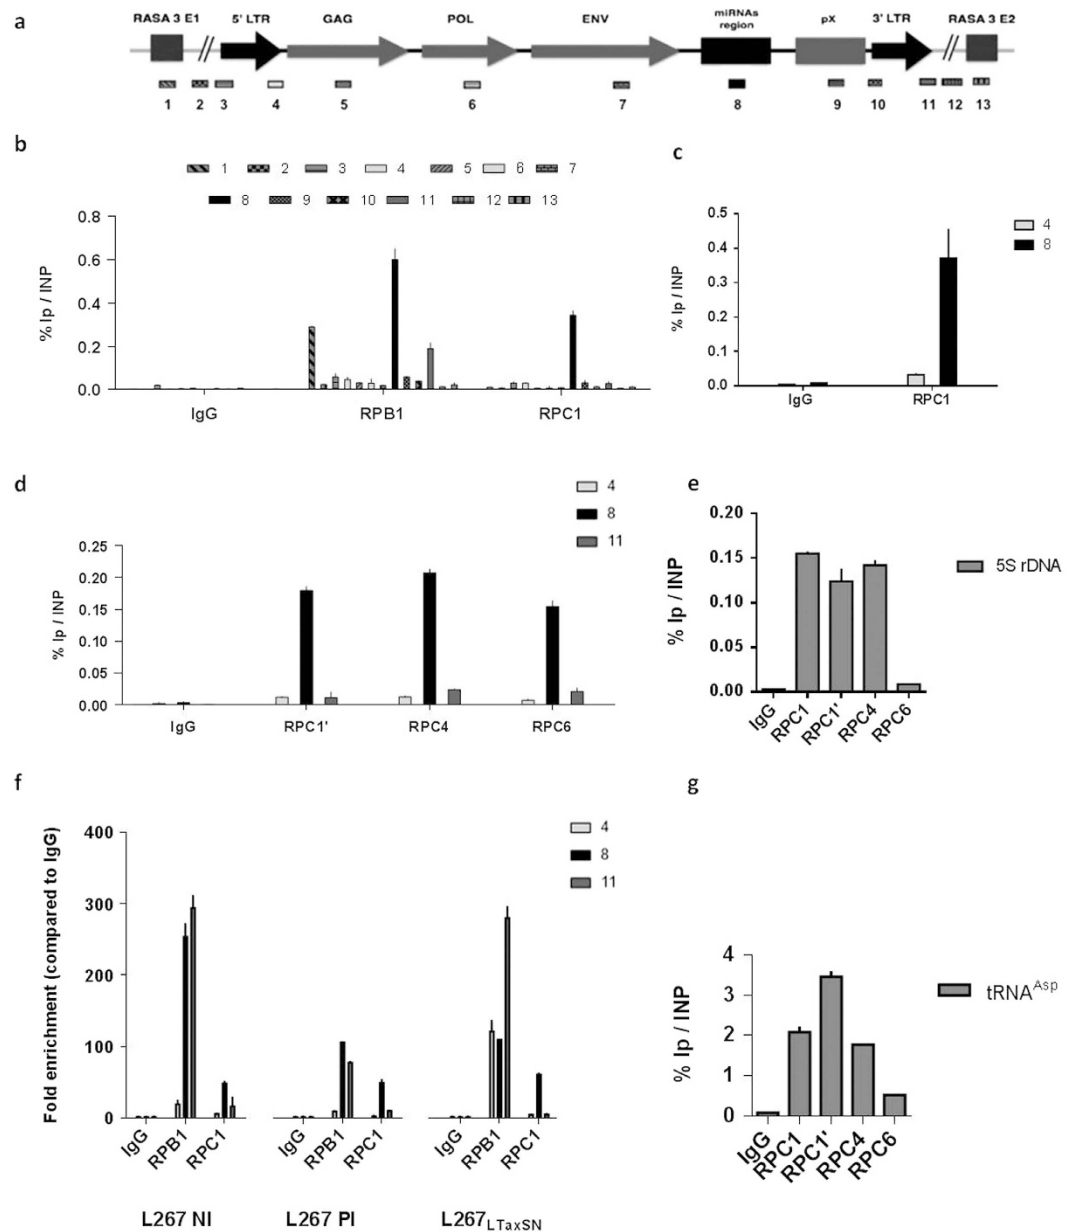 a
RASA 3 E1 5' LTR GAG POL ENV miRNAs region pX 3' LTR RASA 3 E2
1 2 3 4 5 6 7 8 9 10 11 12 13
b
1 2 3 4 5 6 7
8 9 10 11 12 13
% Ip / INP
0.8
0.6
0.4
0.2
0.0
IgG RPB1 RPC1
c
4
8
% Ip / INP
0.5
0.4
0.3
0.2
0.1
0.0
IgG RPC1
d
4
8
11
% Ip / INP
0.25
0.20
0.15
0.10
0.05
0.00
IgG RPC1' RPC4 RPC6
e
% Ip / INP
0.20
0.15
0.10
0.05
0.00
IgG RPC1 RPC1' RPC4 RPC6
5S rDNA
f
4
8
11
Fold enrichment (compared to IgG)
400
300
200
100
0
IgG RPB1 RPC1 IgG RPB1 RPC1 IgG RPB1 RPC1
L267 NI L267 PI L267LTaxSN
g
% Ip / INP
4
3
2
1
0
IgG RPC1 RPC1' RPC4 RPC6
tRNAAsp